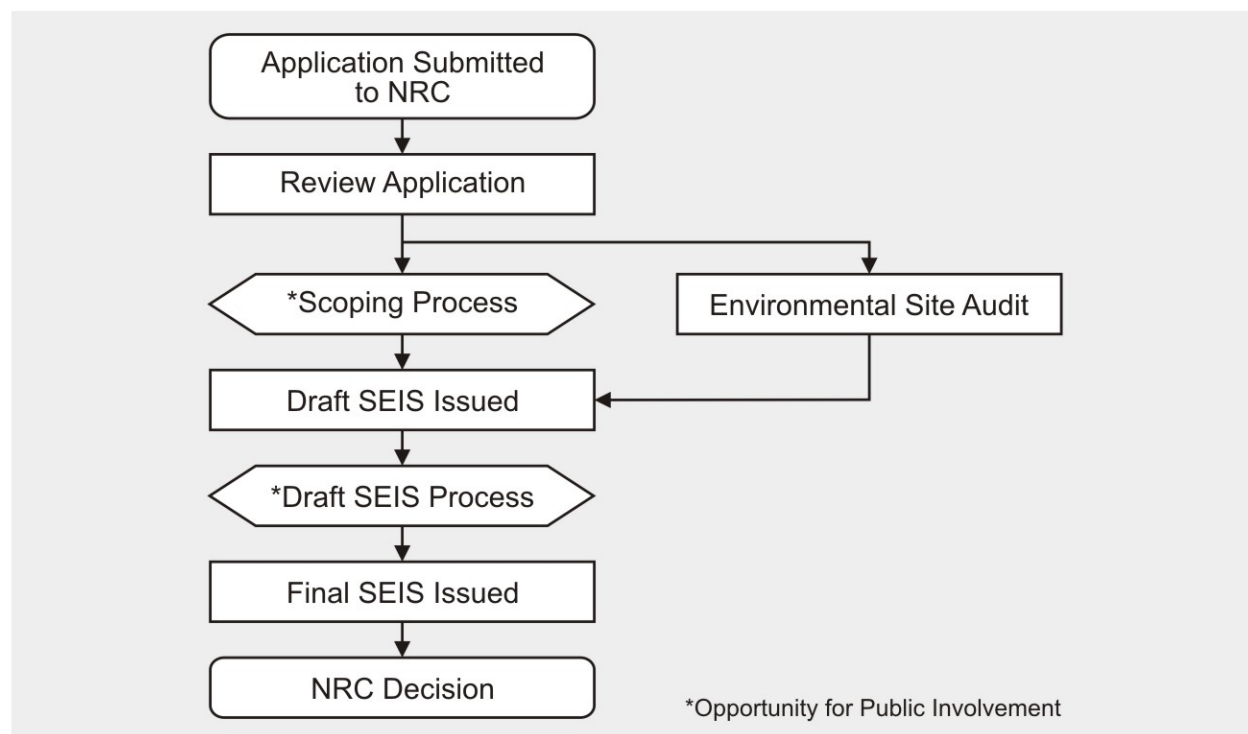 Application Submitted
to NRC
Review Application
*Scoping Process
Environmental Site Audit
Draft SEIS Issued
*Draft SEIS Process
Final SEIS Issued
NRC Decision
*Opportunity for Public Involvement